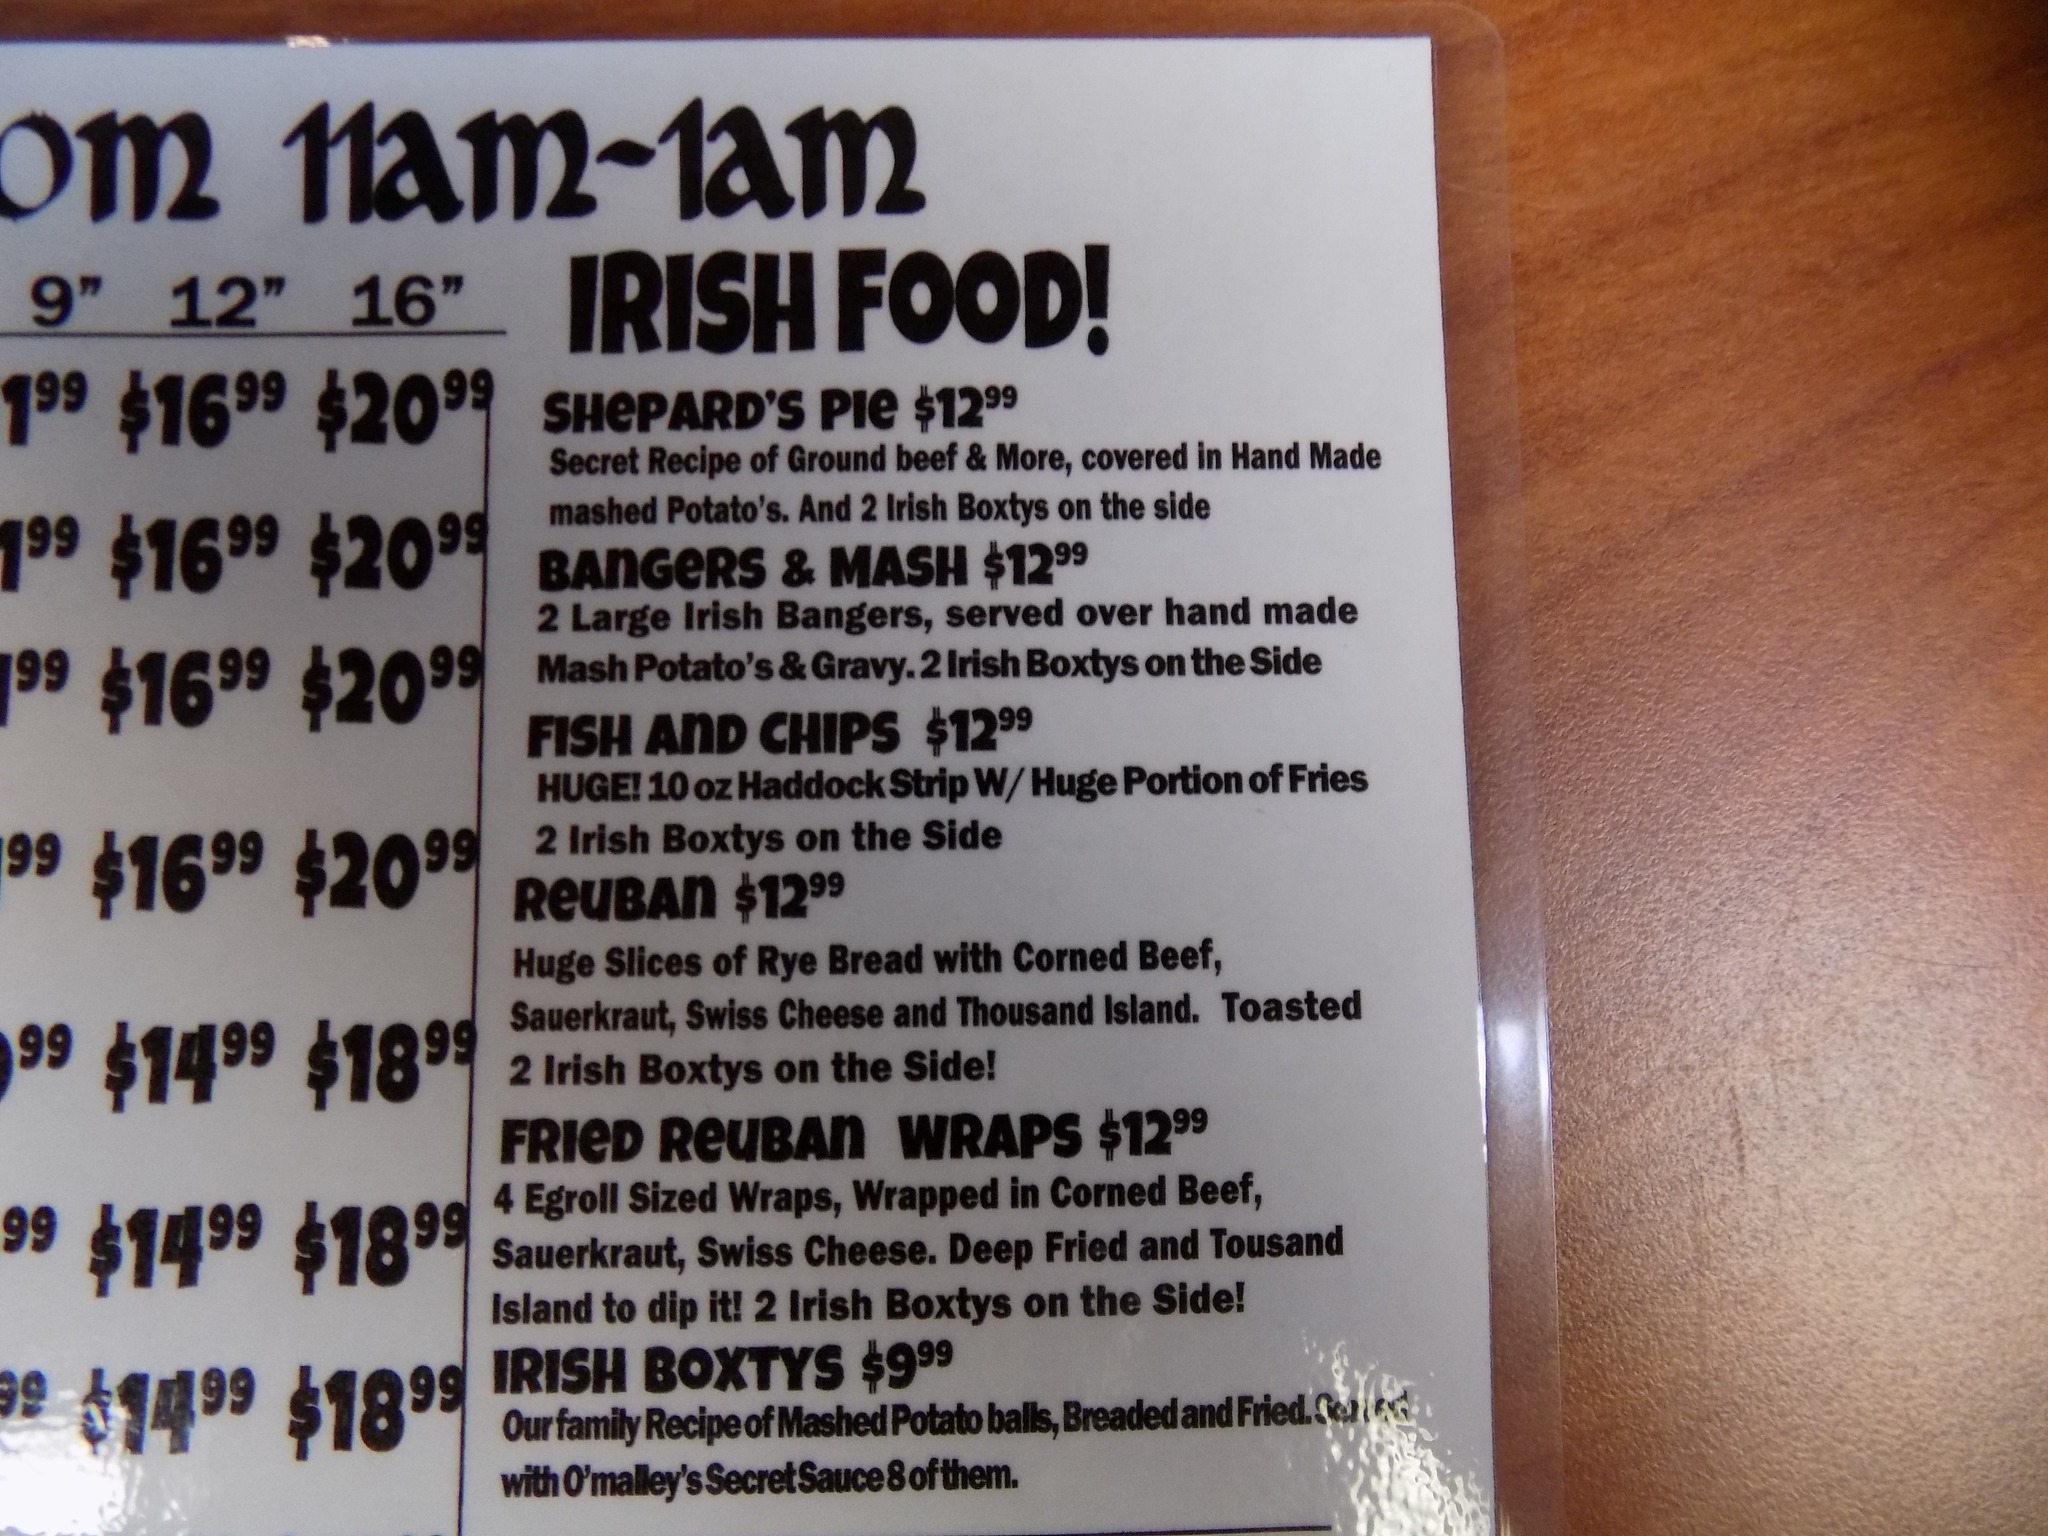 11am-1am
9" 12" 16"
$16.99 $20.99
$16.99 $20.99
$16.99 $20.99
$16.99 $20.99
$14.99 $18.99
$14.99 $18.99
$14.99 $18.99
IRISH FOOD!
SHEPARD'S PIE $12.99
Secret Recipe of Ground beef & More, covered in Hand Made
mashed Potato's. And 2 Irish Boxtys on the side
BANGERS & MASH $12.99
2 Large Irish Bangers, served over hand made
Mash Potato's & Gravy. 2 Irish Boxtys on the Side
FISH AND CHIPS $12.99
HUGE! 10 oz Haddock Strip W/ Huge Portion of Fries
2 Irish Boxtys on the Side
REUBAN $12.99
Huge Slices of Rye Bread with Corned Beef,
Sauerkraut, Swiss Cheese and Thousand Island. Toasted
2 Irish Boxtys on the Side!
FRIED REUBAN WRAPS $12.99
4 Egroll Sized Wraps, Wrapped in Corned Beef,
Sauerkraut, Swiss Cheese. Deep Fried and Tousand
Island to dip it! 2 Irish Boxtys on the Side!
IRISH BOXTYS $9.99
Our family Recipe of Mashed Potato balls, Breaded and Fried. Served
with O'malley's Secret Sauce 8 of them.